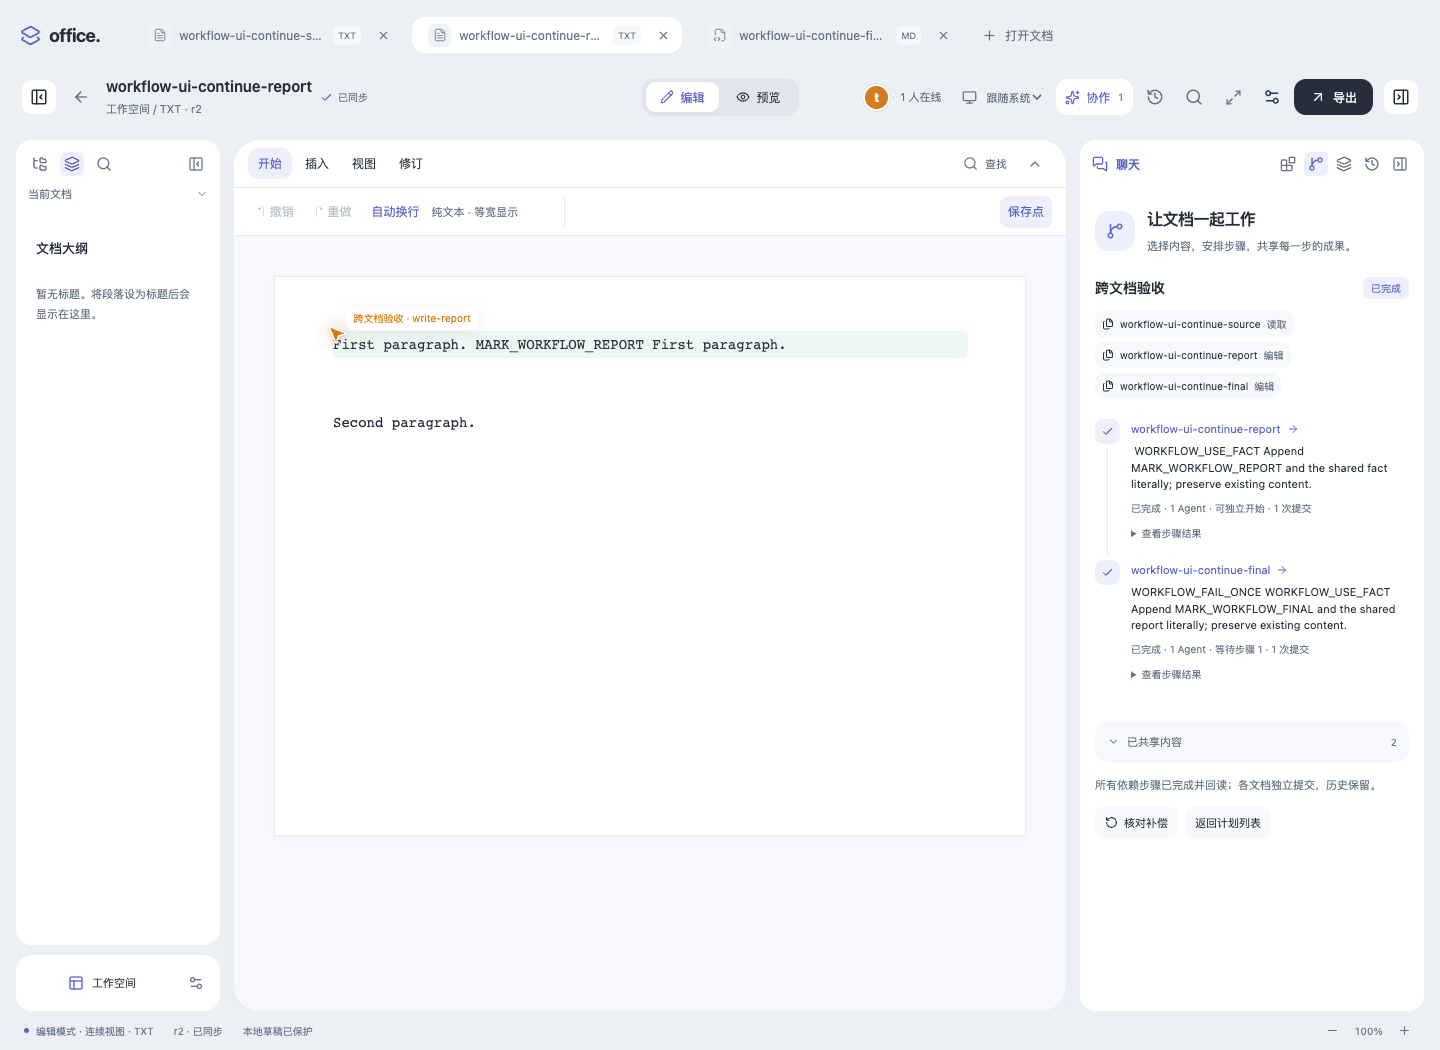 office.
workflow-ui-continue-s... TXT
workflow-ui-continue-r... TXT
workflow-ui-continue-fi... MD
打开文档
workflow-ui-continue-report
已同步
工作空间 / TXT · r2
编辑
预览
t
1 人在线
跟随系统
协作 1
导出
当前文档
文档大纲
暂无标题。将段落设为标题后会
显示在这里。
工作空间
开始 插入 视图 修订
查找
撤销 重做 自动换行 纯文本 · 等宽显示
保存点
跨文档验收 · write-report
First paragraph. MARK_WORKFLOW_REPORT First paragraph.
Second paragraph.
聊天
让文档一起工作
选择内容，安排步骤，共享每一步的成果。
跨文档验收
已完成
workflow-ui-continue-source 读取
workflow-ui-continue-report 编辑
workflow-ui-continue-final 编辑
workflow-ui-continue-report
WORKFLOW_USE_FACT Append
MARK_WORKFLOW_REPORT and the shared fact
literally; preserve existing content.
已完成 · 1 Agent · 可独立开始 · 1 次提交
查看步骤结果
workflow-ui-continue-final
WORKFLOW_FAIL_ONCE WORKFLOW_USE_FACT
Append MARK_WORKFLOW_FINAL and the shared
report literally; preserve existing content.
已完成 · 1 Agent · 等待步骤 1 · 1 次提交
查看步骤结果
已共享内容 2
所有依赖步骤已完成并回读；各文档独立提交，历史保留。
核对补偿
返回计划列表
编辑模式 · 连续视图 · TXT
r2 · 已同步
本地草稿已保护
100%